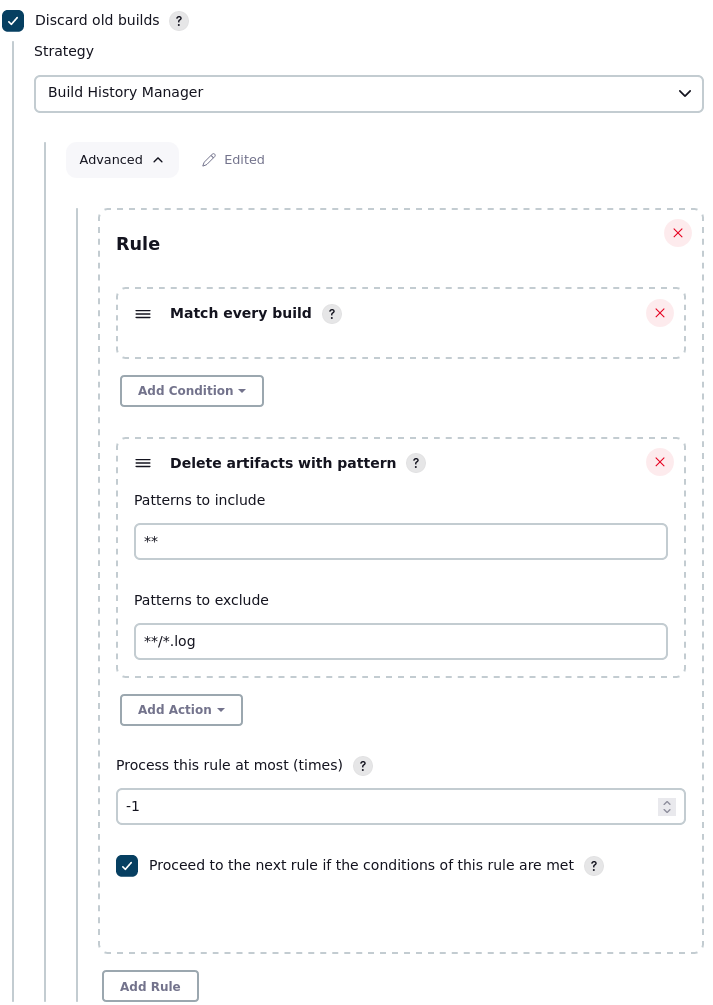 Discard old builds ?
Strategy
Build History Manager
Advanced Edited
Rule
Match every build ?
Add Condition
Delete artifacts with pattern ?
Patterns to include
**
Patterns to exclude
**/*.log
Add Action
Process this rule at most (times) ?
-1
Proceed to the next rule if the conditions of this rule are met ?
Add Rule